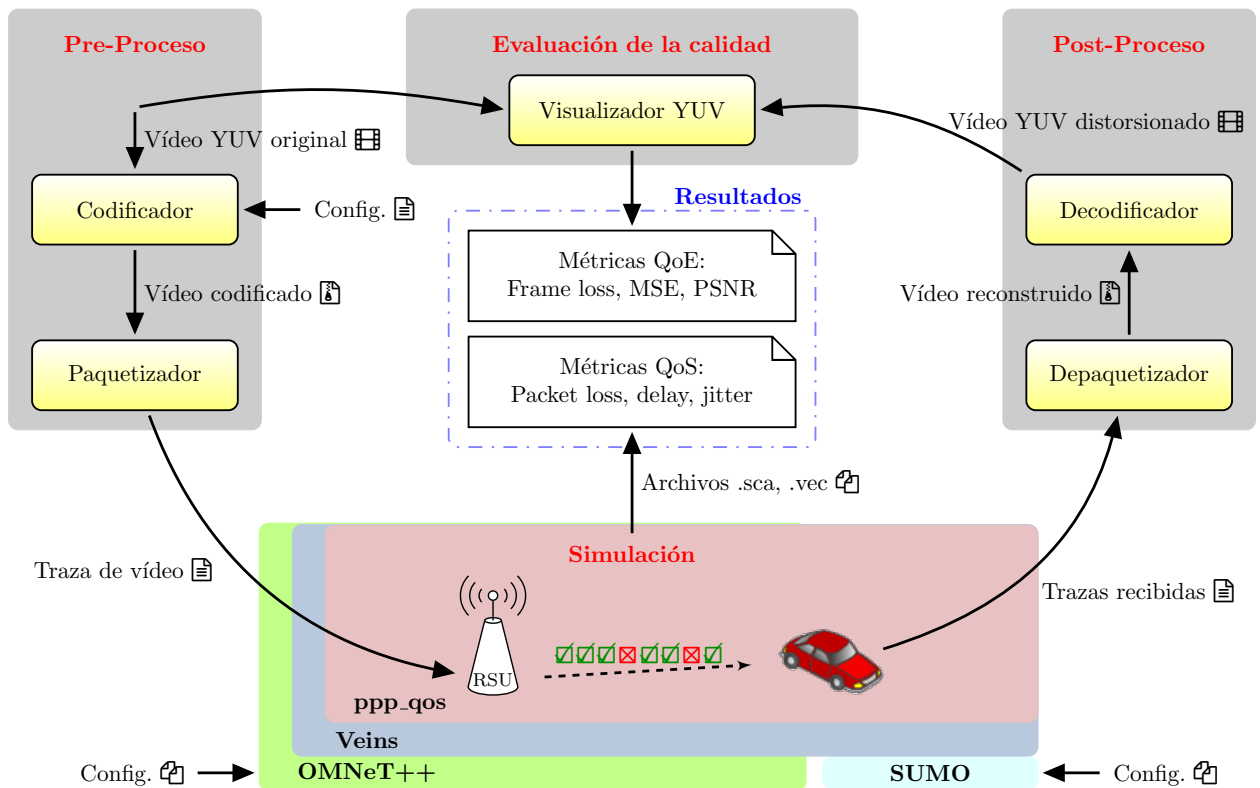 Pre-Proceso
Evaluación de la calidad
Post-Proceso
Visualizador YUV
Vídeo YUV original
Vídeo YUV distorsionado
Codificador
Config.
Resultados
Decodificador
Métricas QoE:
Frame loss, MSE, PSNR
Vídeo codificado
Vídeo reconstruido
Paquetizador
Métricas QoS:
Packet loss, delay, jitter
Depaquetizador
Archivos .sca, .vec
Simulación
Traza de vídeo
Trazas recibidas
RSU
ppp_qos
Veins
Config.
OMNeT++
SUMO
Config.